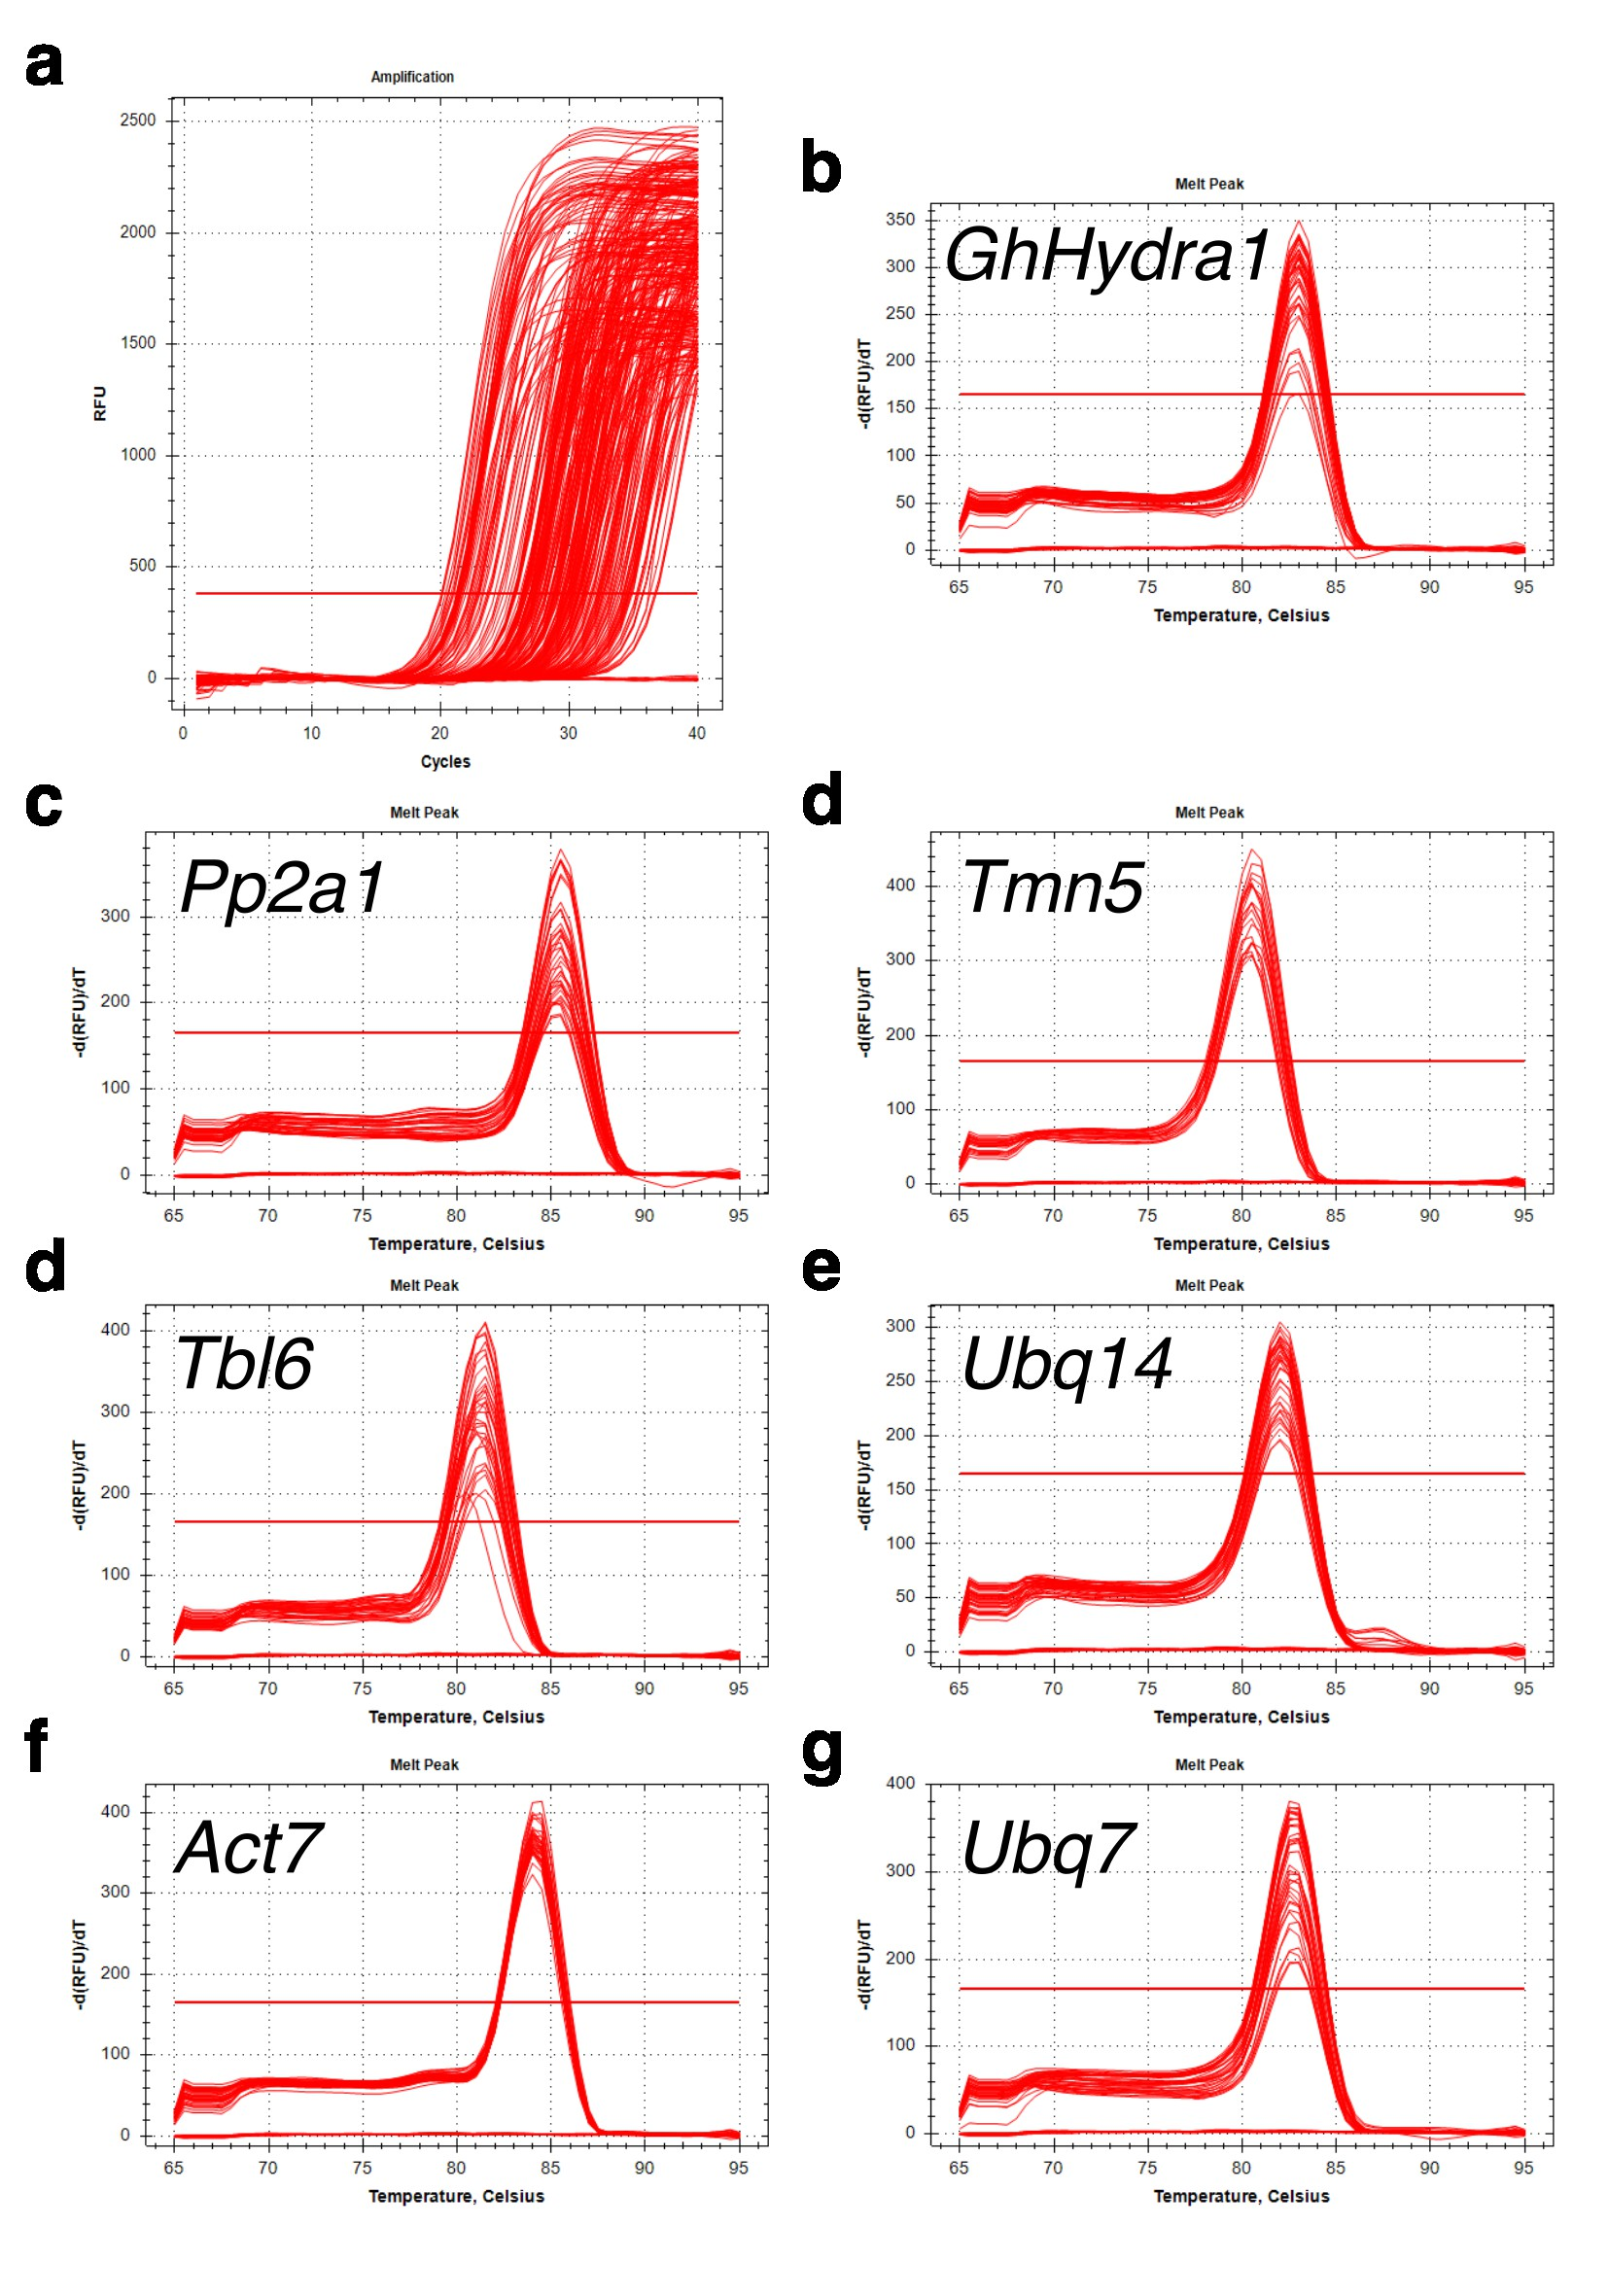 a
Amplification
2500
2000
1500
1000
500
0
RFU
0 10 20 30 40
Cycles
b
Melt Peak
GhHydra1
350
300
250
200
150
100
50
0
-d(RFU)/dT
65 70 75 80 85 90 95
Temperature, Celsius
c
Melt Peak
Pp2a1
300
200
100
0
-d(RFU)/dT
65 70 75 80 85 90 95
Temperature, Celsius
d
Melt Peak
Tmn5
400
300
200
100
0
-d(RFU)/dT
65 70 75 80 85 90 95
Temperature, Celsius
d
Melt Peak
Tbl6
400
300
200
100
0
-d(RFU)/dT
65 70 75 80 85 90 95
Temperature, Celsius
e
Melt Peak
Ubq14
300
250
200
150
100
50
0
-d(RFU)/dT
65 70 75 80 85 90 95
Temperature, Celsius
f
Melt Peak
Act7
400
300
200
100
0
-d(RFU)/dT
65 70 75 80 85 90 95
Temperature, Celsius
g
Melt Peak
Ubq7
400
300
200
100
0
-d(RFU)/dT
65 70 75 80 85 90 95
Temperature, Celsius